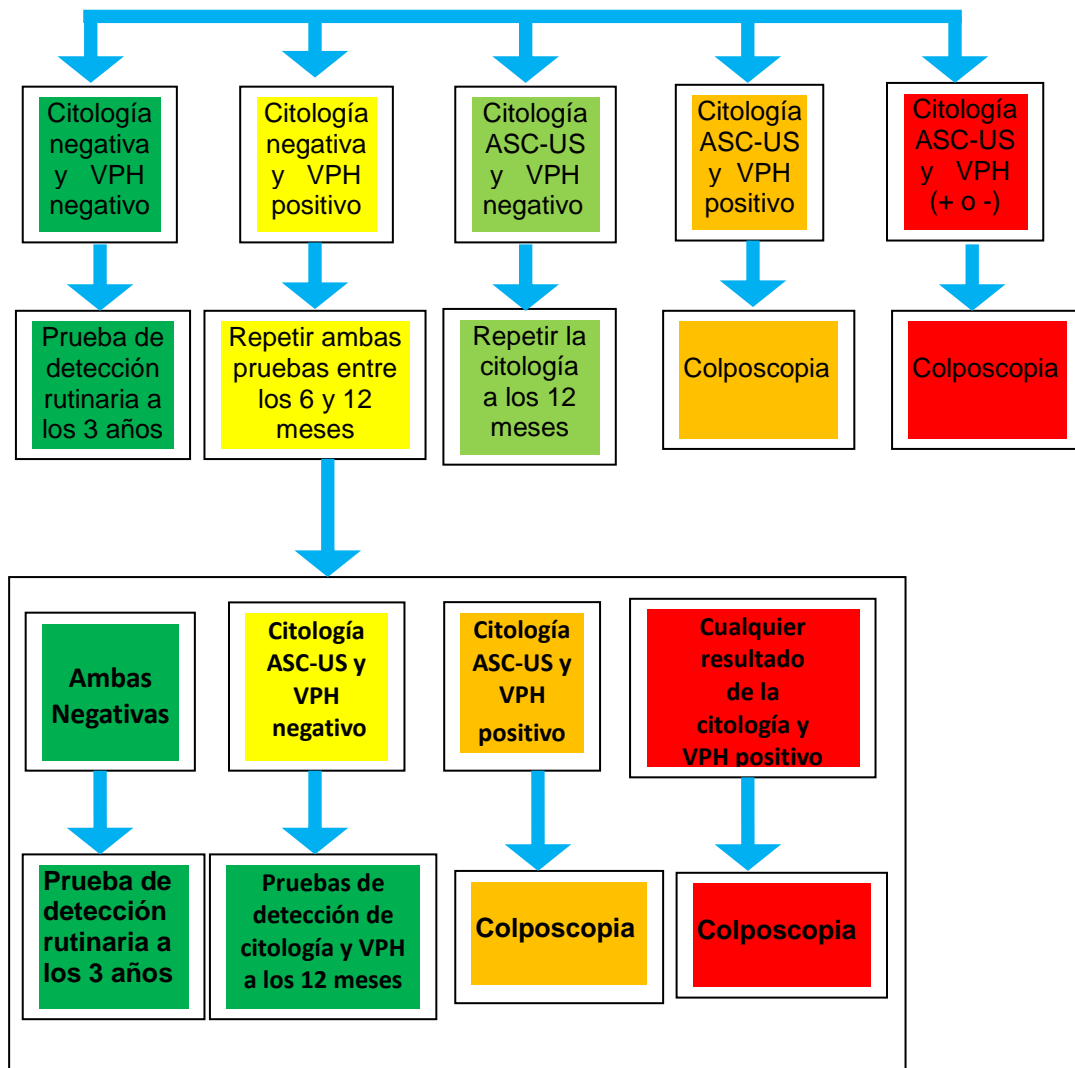 Citología
negativa
y VPH
negativo
Citología
negativa
y VPH
positivo
Citología
ASC-US
y VPH
negativo
Citología
ASC-US
y VPH
positivo
Citología
ASC-US
y VPH
(+ o -)
Prueba de
detección
rutinaria a
los 3 años
Repetir ambas
pruebas entre
los 6 y 12
meses
Repetir la
citología
a los 12
meses
Colposcopia
Colposcopia
Ambas
Negativas
Citología
ASC-US y
VPH
negativo
Citología
ASC-US y
VPH
positivo
Cualquier
resultado
de la
citología y
VPH positivo
Prueba de
detección
rutinaria a
los 3 años
Pruebas de
detección de
citología y VPH
a los 12 meses
Colposcopia
Colposcopia